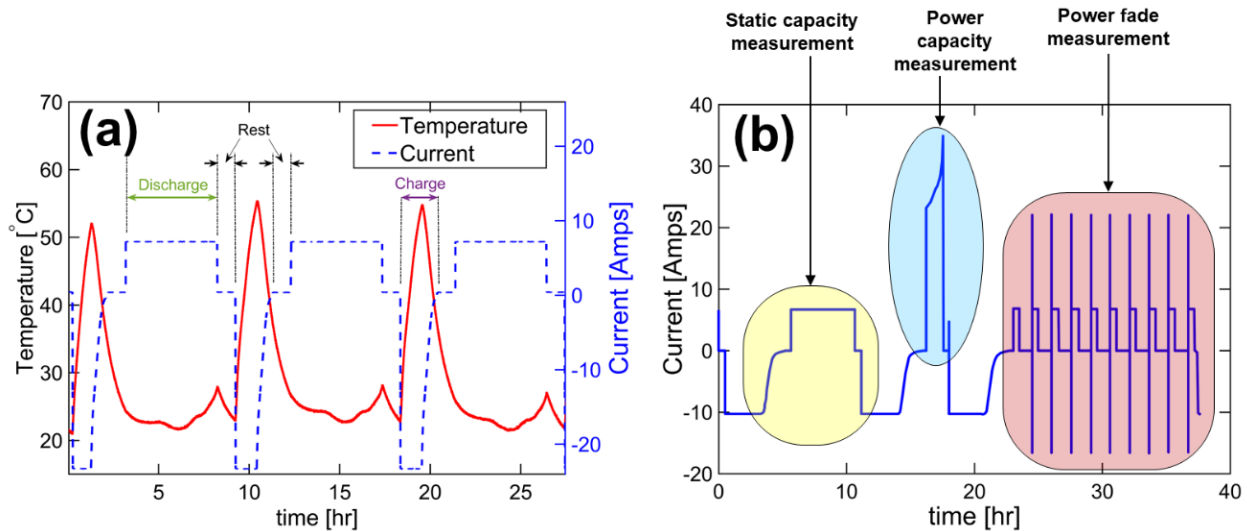 (a)
70
60
50
40
30
20
Temperature [°C]
Rest
Discharge
Charge
Temperature
Current
20
10
0
-10
-20
Current [Amps]
5
10
15
20
25
time [hr]
Static capacity
measurement
Power
capacity
measurement
Power fade
measurement
(b)
40
30
20
10
0
-10
-20
Current [Amps]
0
10
20
30
40
time [hr]